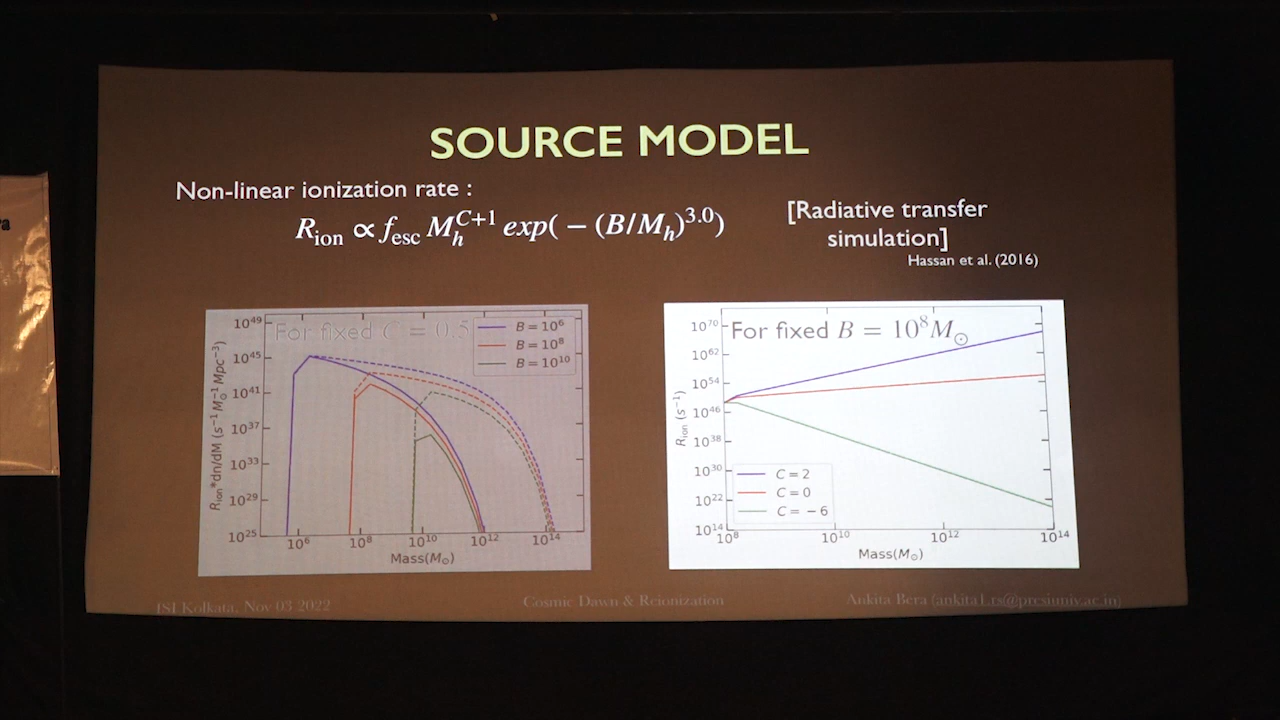 SOURCE MODEL
Non-linear ionization rate :
R_ion ∝ f_esc M_h^{C+1} exp( − (B/M_h)^{3.0})
[Radiative transfer
simulation]
Hassan et al. (2016)
For fixed C = 0.5
B = 10^6
B = 10^8
B = 10^10
R_ion*dn/dM (s^−1 M_⊙^−1 Mpc^−3)
10^49
10^45
10^41
10^37
10^33
10^29
10^25
10^6 10^8 10^10 10^12 10^14
Mass(M_⊙)
For fixed B = 10^8 M_⊙
R_ion (s^−1)
10^70
10^62
10^54
10^46
10^38
10^30
10^22
10^14
C = 2
C = 0
C = −6
10^8 10^10 10^12 10^14
Mass(M_⊙)
ISI Kolkata, Nov 03 2022 Cosmic Dawn & Reionization Ankita Bera (ankita1.rs@presiuniv.ac.in)